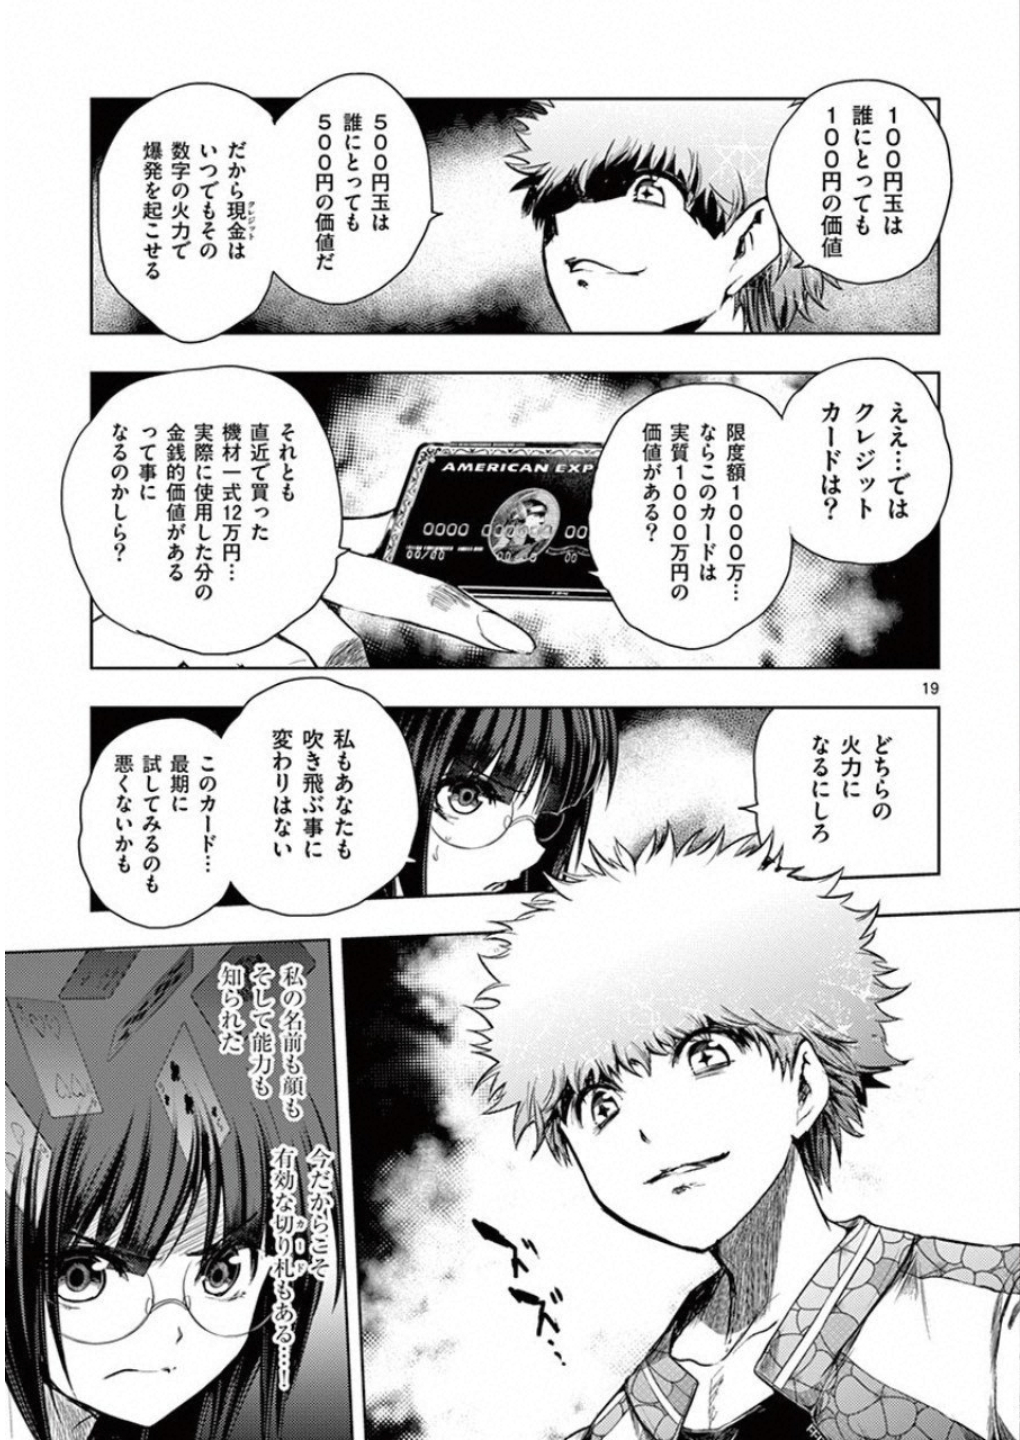 100円玉は
誰にとっても
100円の価値
500円玉は
誰にとっても
500円の価値だ
だから現金は
クレジット
いつでもその
数字の火力で
爆発を起こせる
ええ…では
クレジット
カードは?
限度額1000万…
ならこのカードは
実質1000万円の
価値がある?
AMERICAN EXP
それとも
直近で買った
機材一式12万円…
実際に使用した分の
金銭的価値がある
って事に
なるのかしら?
19
どちらの
火力に
なるにしろ
私もあなたも
吹き飛ぶ事に
変わりはない
このカード…
最期に
試してみるのも
悪くないかも
ドドド
私の名前も顔も
そして能力も
知られた
今だからこそ
有効な切り札もある…!
カード